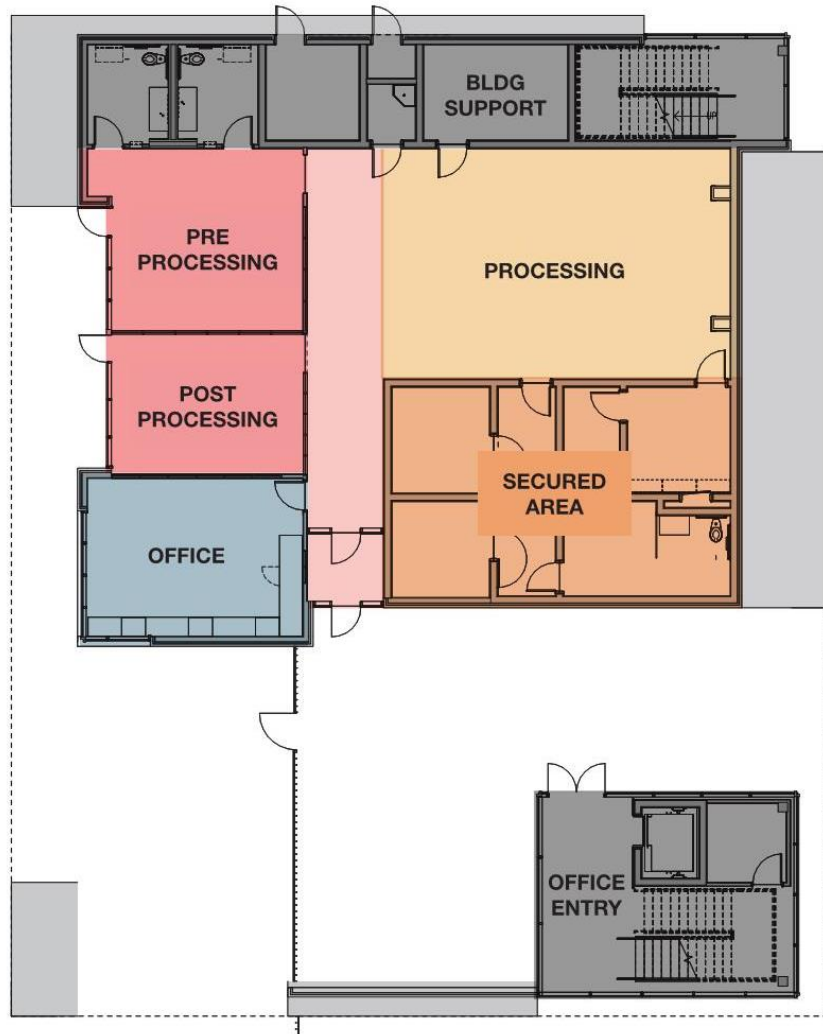 BLDG
SUPPORT
UP
PRE
PROCESSING
PROCESSING
POST
PROCESSING
SECURED
AREA
OFFICE
OFFICE
ENTRY